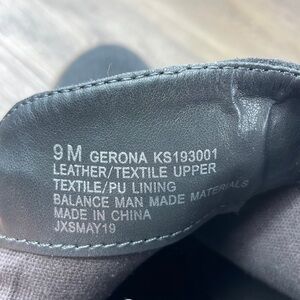 9 M GERONA KS193001
LEATHER/TEXTILE UPPER
TEXTILE/PU LINING
BALANCE MAN MADE MATERIALS
MADE IN CHINA
JXSMAY19